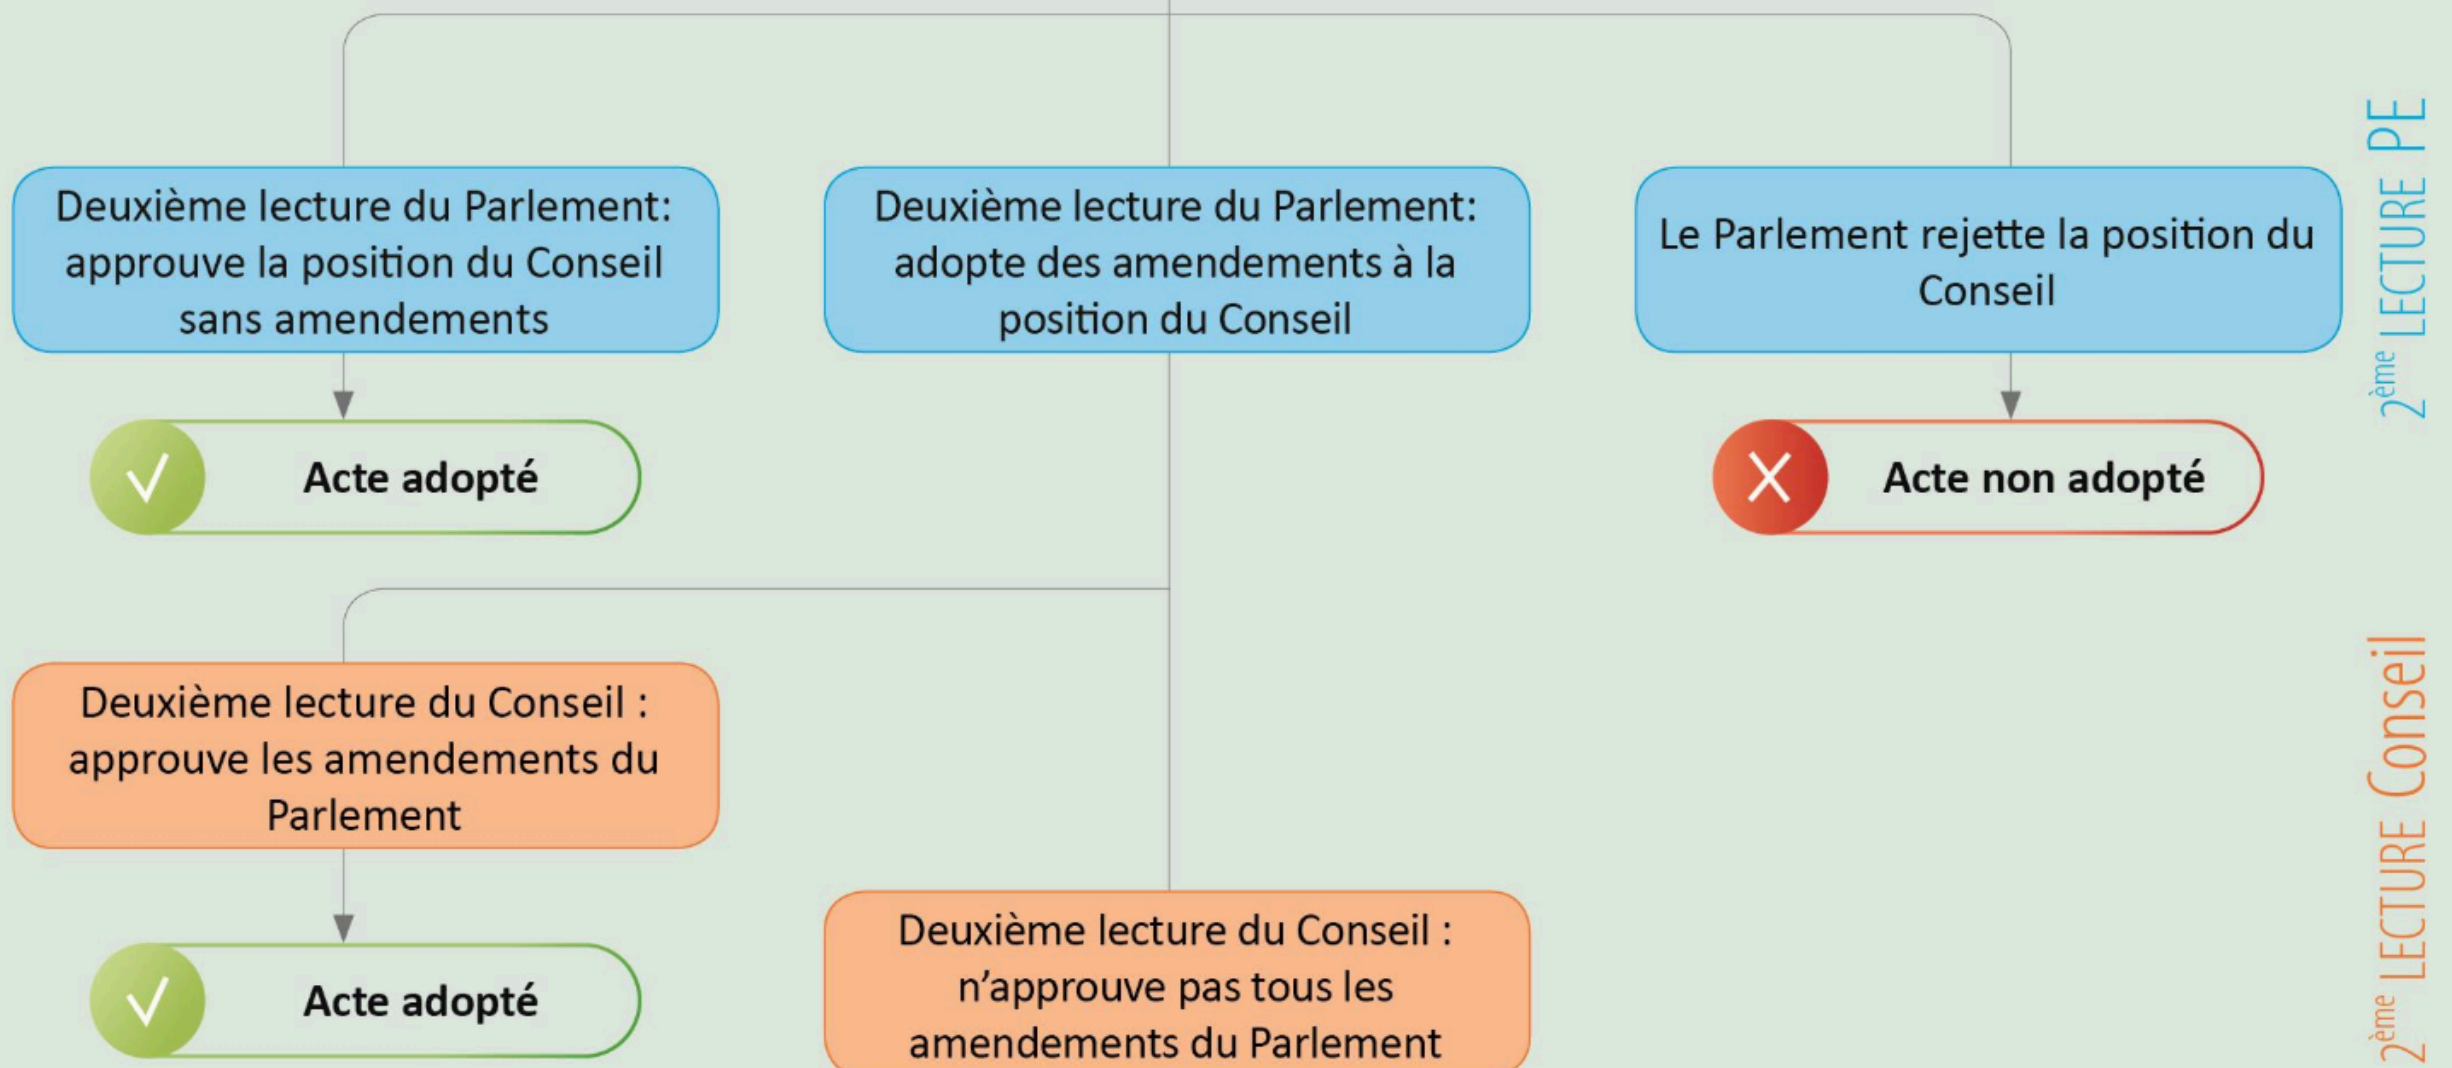 Deuxième lecture du Parlement:
approuve la position du Conseil
sans amendements
Deuxième lecture du Parlement:
adopte des amendements à la
position du Conseil
Le Parlement rejette la position du
Conseil
2ème LECTURE PE
Acte adopté
Acte non adopté
Deuxième lecture du Conseil :
approuve les amendements du
Parlement
2ème LECTURE Conseil
Acte adopté
Deuxième lecture du Conseil :
n'approuve pas tous les
amendements du Parlement